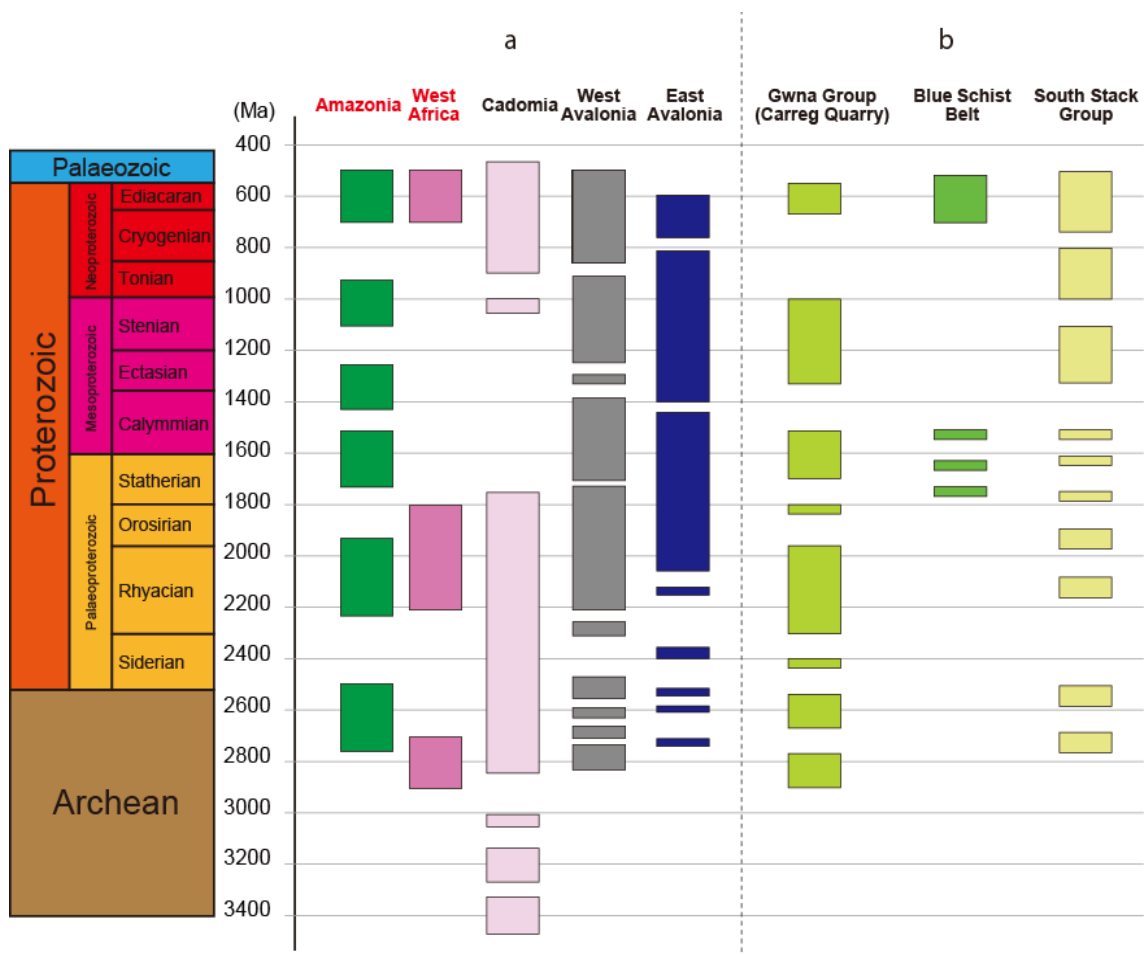 a
b
(Ma)
Amazonia
West
Africa
Cadomia
West
Avalonia
East
Avalonia
Gwna Group
(Carreg Quarry)
Blue Schist
Belt
South Stack
Group
400
600
800
1000
1200
1400
1600
1800
2000
2200
2400
2600
2800
3000
3200
3400
Palaeozoic
Proterozoic
Neoproterozoic
Ediacaran
Cryogenian
Tonian
Mesoproterozoic
Stenian
Ectasian
Calymmian
Palaeoproterozoic
Statherian
Orosirian
Rhyacian
Siderian
Archean